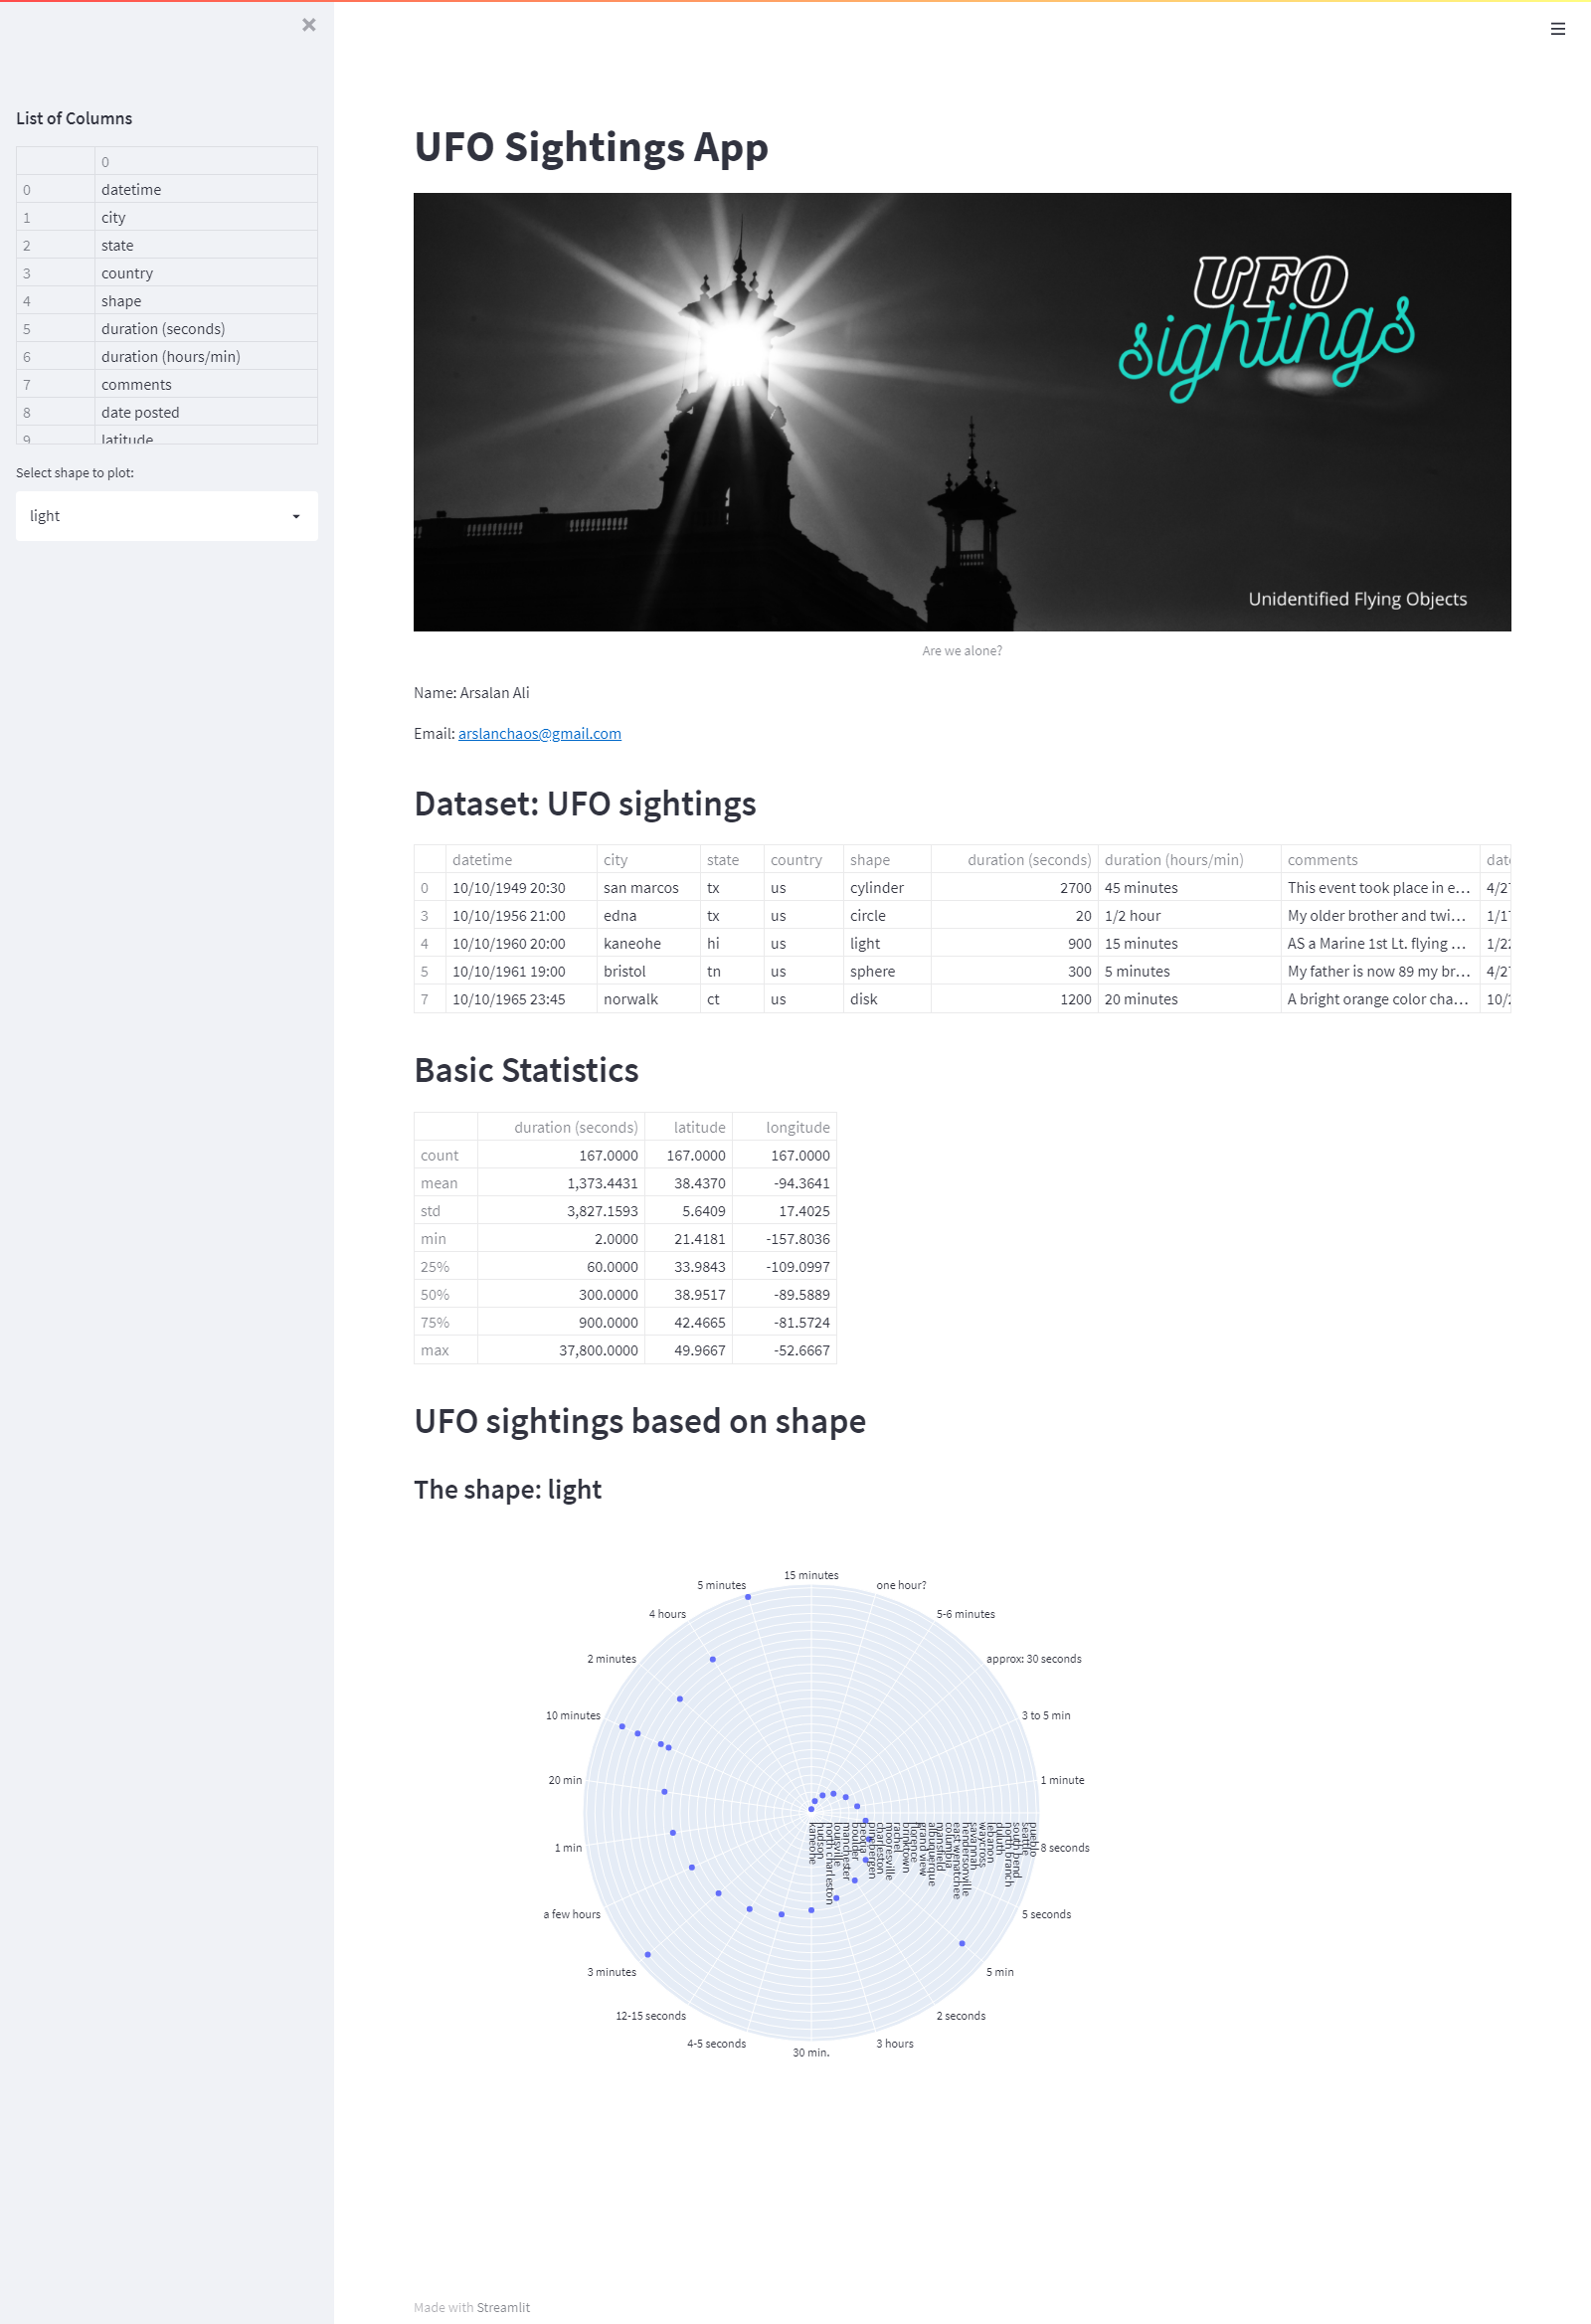 ×
List of Columns
0
0 datetime
1 city
2 state
3 country
4 shape
5 duration (seconds)
6 duration (hours/min)
7 comments
8 date posted
9 latitude
Select shape to plot:
light
UFO Sightings App
UFO
sightings
Unidentified Flying Objects
Are we alone?
Name: Arsalan Ali
Email: arslanchaos@gmail.com
Dataset: UFO sightings
datetime city state country shape duration (seconds) duration (hours/min) comments date
0 10/10/1949 20:30 san marcos tx us cylinder 2700 45 minutes This event took place in e… 4/27
3 10/10/1956 21:00 edna tx us circle 20 1/2 hour My older brother and twi… 1/17
4 10/10/1960 20:00 kaneohe hi us light 900 15 minutes AS a Marine 1st Lt. flying … 1/22
5 10/10/1961 19:00 bristol tn us sphere 300 5 minutes My father is now 89 my br… 4/27
7 10/10/1965 23:45 norwalk ct us disk 1200 20 minutes A bright orange color cha… 10/2
Basic Statistics
duration (seconds) latitude longitude
count 167.0000 167.0000 167.0000
mean 1,373.4431 38.4370 -94.3641
std 3,827.1593 5.6409 17.4025
min 2.0000 21.4181 -157.8036
25% 60.0000 33.9843 -109.0997
50% 300.0000 38.9517 -89.5889
75% 900.0000 42.4665 -81.5724
max 37,800.0000 49.9667 -52.6667
UFO sightings based on shape
The shape: light
15 minutes
5 minutes
one hour?
4 hours
5-6 minutes
2 minutes
approx: 30 seconds
10 minutes
3 to 5 min
20 min
1 minute
1 min
8 seconds
a few hours
5 seconds
3 minutes
5 min
12-15 seconds
2 seconds
4-5 seconds
3 hours
30 min.
kaneohe
hudson
north charleston
louisville
manchester
boulder
peoria
pinebergen
charleston
mooresville
rachel
brinktown
florence
grand view
albuquerque
mansfield
columbia
east wenatchee
hendersonville
savannah
waycross
lebanon
duluth
north branch
south bend
seattle
pueblo
Made with Streamlit